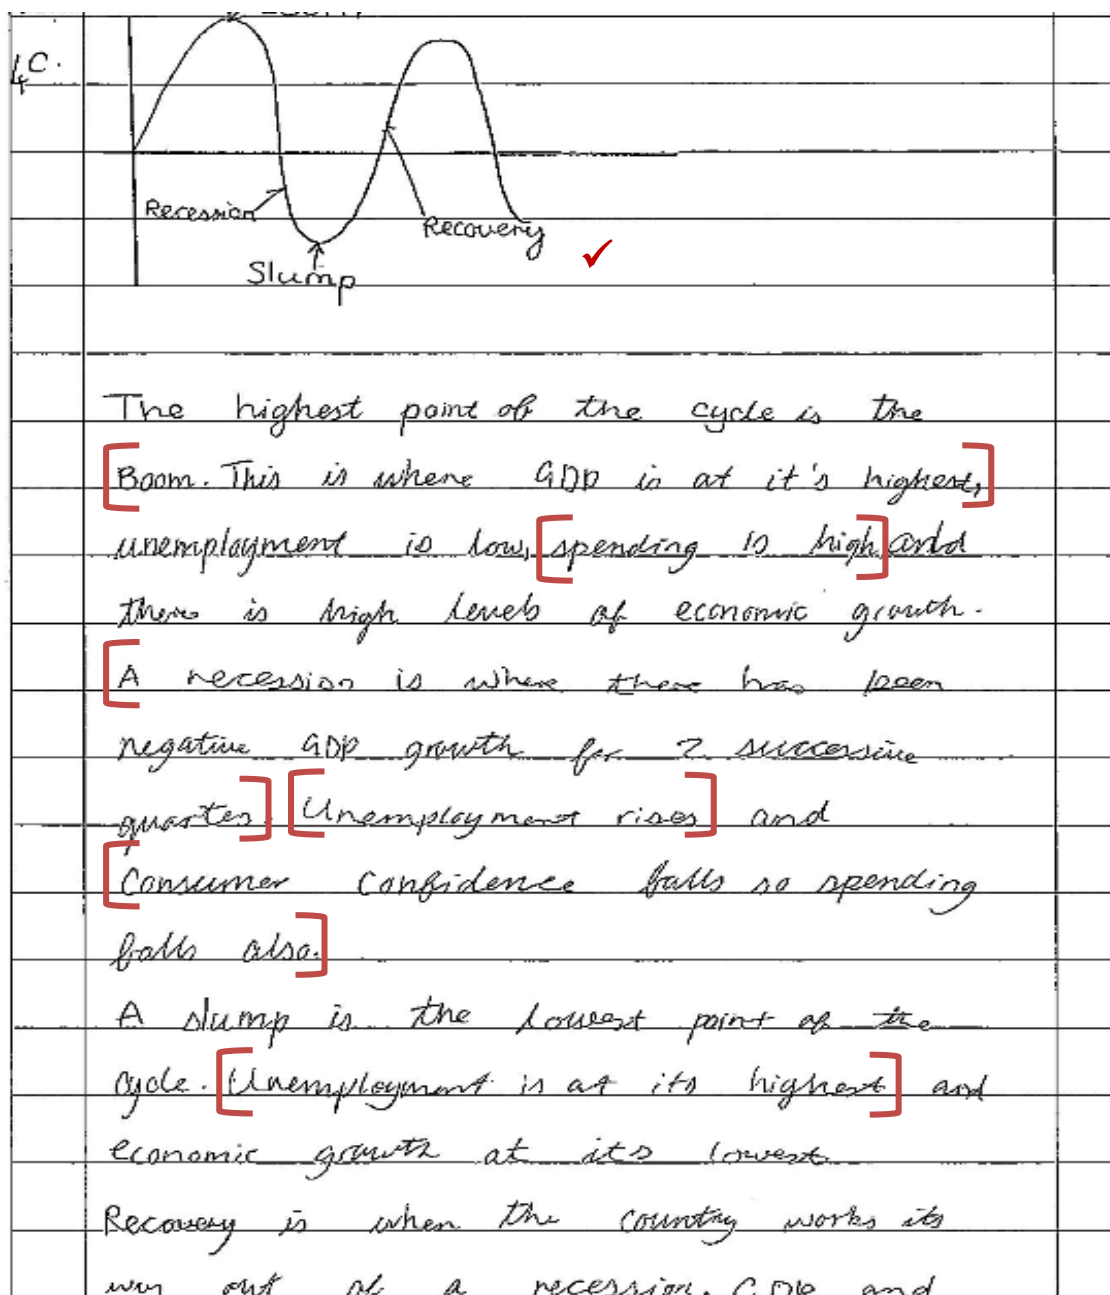 4C.
Recession
Recovery
Slump
The highest point of the cycle is the
Boom. This is where GDP is at it's highest,
unemployment is low, spending is high and
there is high levels of economic growth.
A recession is where there has been
negative GDP growth for 2 successive
quarters. Unemployment rises and
Consumer Confidence falls so spending
falls also.
A slump is the lowest point of the
cycle. Unemployment is at its highest and
economic growth at its lowest
Recovery is when the country works its
way out of a recession. GDP and